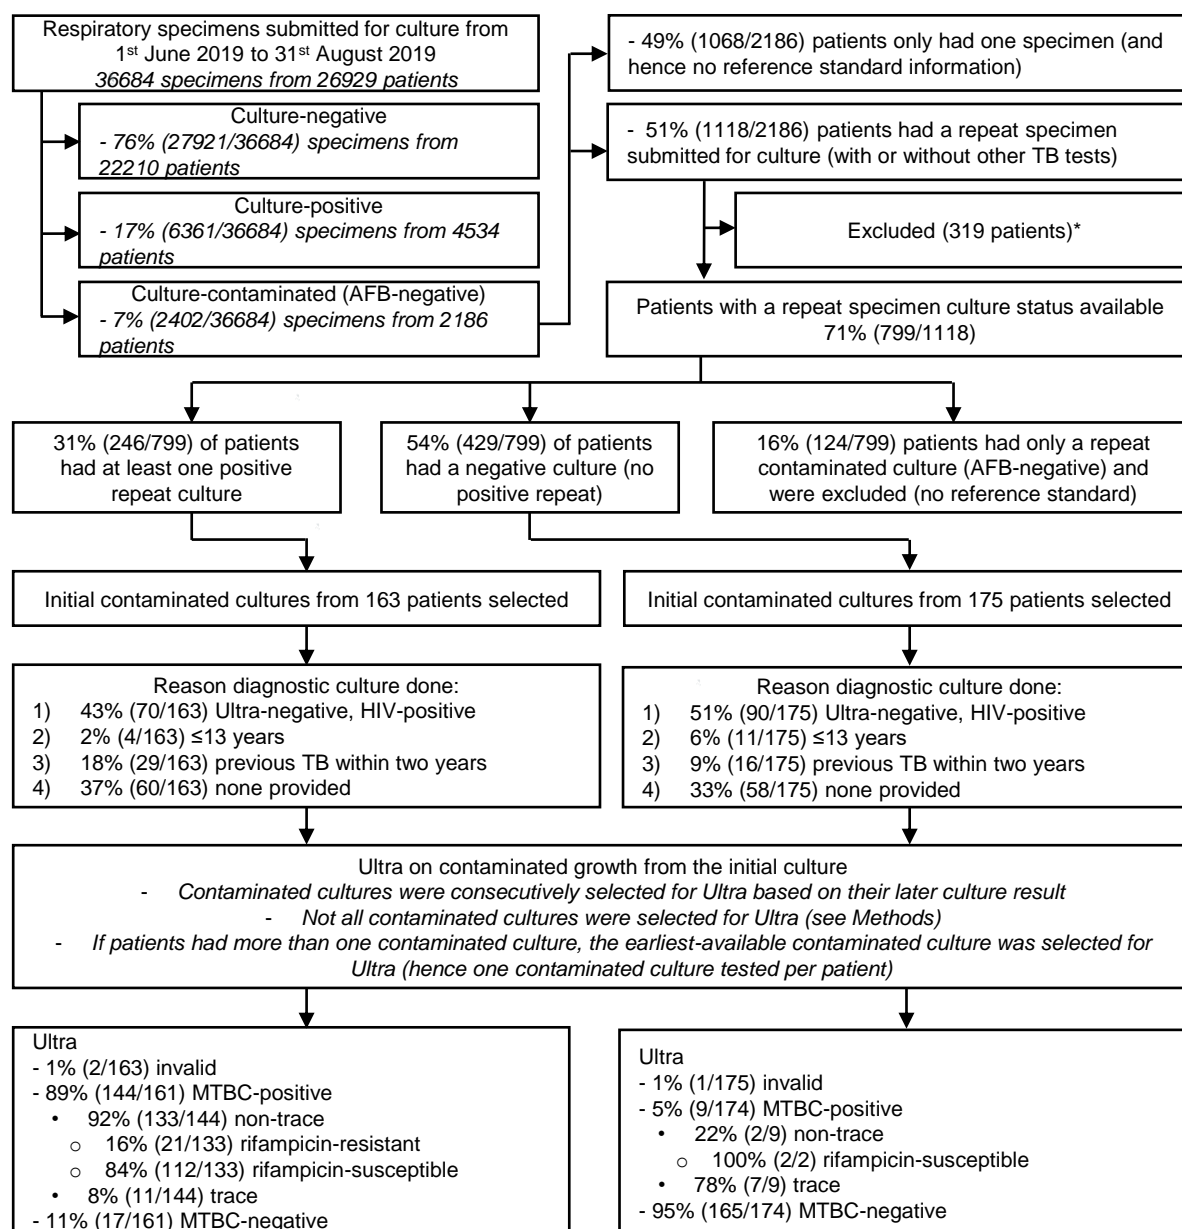 Respiratory specimens submitted for culture from
1st June 2019 to 31st August 2019
36684 specimens from 26929 patients
Culture-negative
- 76% (27921/36684) specimens from
22210 patients
Culture-positive
- 17% (6361/36684) specimens from 4534
patients
Culture-contaminated (AFB-negative)
- 7% (2402/36684) specimens from 2186
patients
- 49% (1068/2186) patients only had one specimen (and
hence no reference standard information)
- 51% (1118/2186) patients had a repeat specimen
submitted for culture (with or without other TB tests)
Excluded (319 patients)*
Patients with a repeat specimen culture status available
71% (799/1118)
31% (246/799) of patients
had at least one positive
repeat culture
54% (429/799) of patients
had a negative culture (no
positive repeat)
16% (124/799) patients had only a repeat
contaminated culture (AFB-negative) and
were excluded (no reference standard)
Initial contaminated cultures from 163 patients selected
Initial contaminated cultures from 175 patients selected
Reason diagnostic culture done:
1) 43% (70/163) Ultra-negative, HIV-positive
2) 2% (4/163) ≤13 years
3) 18% (29/163) previous TB within two years
4) 37% (60/163) none provided
Reason diagnostic culture done:
1) 51% (90/175) Ultra-negative, HIV-positive
2) 6% (11/175) ≤13 years
3) 9% (16/175) previous TB within two years
4) 33% (58/175) none provided
Ultra on contaminated growth from the initial culture
- Contaminated cultures were consecutively selected for Ultra based on their later culture result
- Not all contaminated cultures were selected for Ultra (see Methods)
- If patients had more than one contaminated culture, the earliest-available contaminated culture was selected for
Ultra (hence one contaminated culture tested per patient)
Ultra
- 1% (2/163) invalid
- 89% (144/161) MTBC-positive
• 92% (133/144) non-trace
○ 16% (21/133) rifampicin-resistant
○ 84% (112/133) rifampicin-susceptible
• 8% (11/144) trace
- 11% (17/161) MTBC-negative
Ultra
- 1% (1/175) invalid
- 5% (9/174) MTBC-positive
• 22% (2/9) non-trace
○ 100% (2/2) rifampicin-susceptible
• 78% (7/9) trace
- 95% (165/174) MTBC-negative